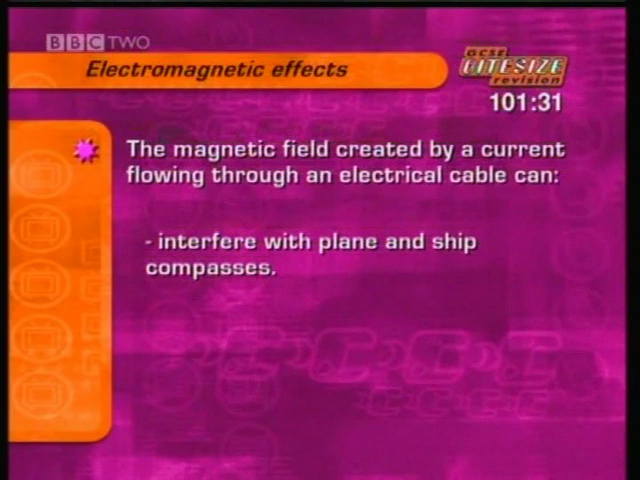 BBC TWO
Electromagnetic effects
GCSE
BITESIZE
revision
101:31
The magnetic field created by a current
flowing through an electrical cable can:
- interfere with plane and ship
compasses.